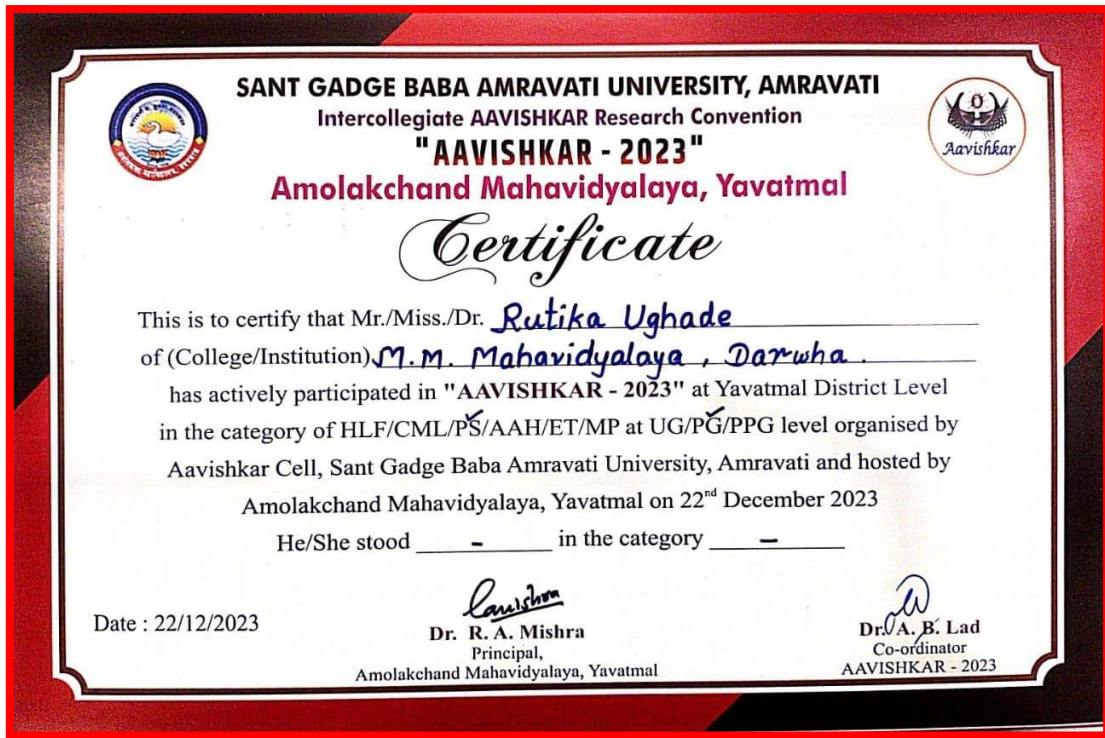 SANT GADGE BABA AMRAVATI UNIVERSITY, AMRAVATI
Intercollegiate AAVISHKAR Research Convention
"AAVISHKAR - 2023"
Amolakchand Mahavidyalaya, Yavatmal
Aavishkar
Certificate
This is to certify that Mr./Miss./Dr. Rutika Ughade
of (College/Institution) M.M. Mahavidyalaya, Darwha.
has actively participated in "AAVISHKAR - 2023" at Yavatmal District Level
in the category of HLF/CML/PS/AAH/ET/MP at UG/PG/PPG level organised by
Aavishkar Cell, Sant Gadge Baba Amravati University, Amravati and hosted by
Amolakchand Mahavidyalaya, Yavatmal on 22nd December 2023
He/She stood - in the category -
Date : 22/12/2023
Dr. R. A. Mishra
Principal,
Amolakchand Mahavidyalaya, Yavatmal
Dr. A. B. Lad
Co-ordinator
AAVISHKAR - 2023